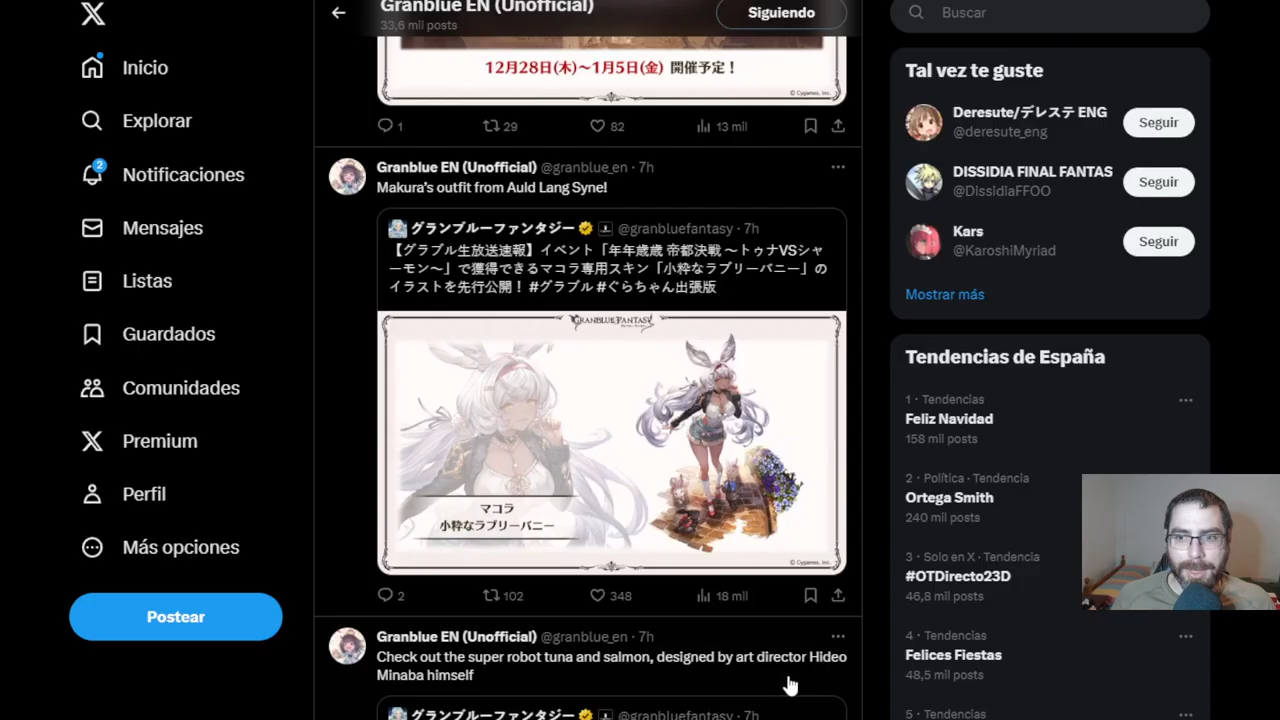 Inicio
Explorar
2
Notificaciones
Mensajes
Listas
Guardados
Comunidades
Premium
Perfil
Más opciones
Postear
Granblue EN (Unofficial)
33,6 mil posts
Siguiendo
12月28日(木)～1月5日(金) 開催予定！
© Cygames, Inc.
1
29
82
13 mil
Granblue EN (Unofficial) @granblue_en · 7h
Makura's outfit from Auld Lang Syne!
グランブルーファンタジー @granbluefantasy · 7h
【グラブル生放送速報】イベント「年年歳歳 帝都決戦 ～トゥナVSシャ
ーモン～」で獲得できるマコラ専用スキン「小粋なラブリーバニー」の
イラストを先行公開！ #グラブル #ぐらちゃん出張版
GRANBLUE FANTASY
マコラ
小粋なラブリーバニー
© Cygames, Inc.
2
102
348
18 mil
Granblue EN (Unofficial) @granblue_en · 7h
Check out the super robot tuna and salmon, designed by art director Hideo
Minaba himself
グランブルーファンタジー @granbluefantasy · 7h
Buscar
Tal vez te guste
Deresute/デレステ ENG
@deresute_eng
Seguir
DISSIDIA FINAL FANTAS
@DissidiaFFOO
Seguir
Kars
@KaroshiMyriad
Seguir
Mostrar más
Tendencias de España
1 · Tendencias
Feliz Navidad
158 mil posts
2 · Política · Tendencia
Ortega Smith
240 mil posts
3 · Solo en X · Tendencia
#OTDirecto23D
46,8 mil posts
4 · Tendencias
Felices Fiestas
48,5 mil posts
5 · Tendencias